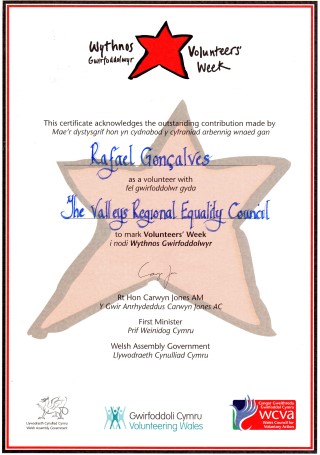 Wythnos Gwirfoddolwyr
Volunteers' Week
This certificate acknowledges the outstanding contribution made by
Mae'r dystysgrif hon yn cydnabod y cyfraniad arbennig wnaed gan
Rafael Gonçalves
as a volunteer with
fel gwirfoddolwr gyda
The Valleys Regional Equality Council
to mark Volunteers' Week
i nodi Wythnos Gwirfoddolwyr
Rt Hon Carwyn Jones AM
Y Gwir Anrhydeddus Carwyn Jones AC
First Minister
Prif Weinidog Cymru
Welsh Assembly Government
Llywodraeth Cynulliad Cymru
Llywodraeth Cynulliad Cymru
Welsh Assembly Government
Gwirfoddoli Cymru
Volunteering Wales
Cyngor Gweithredu
Gwirfoddol Cymru
wcva
Wales Council for
Voluntary Action